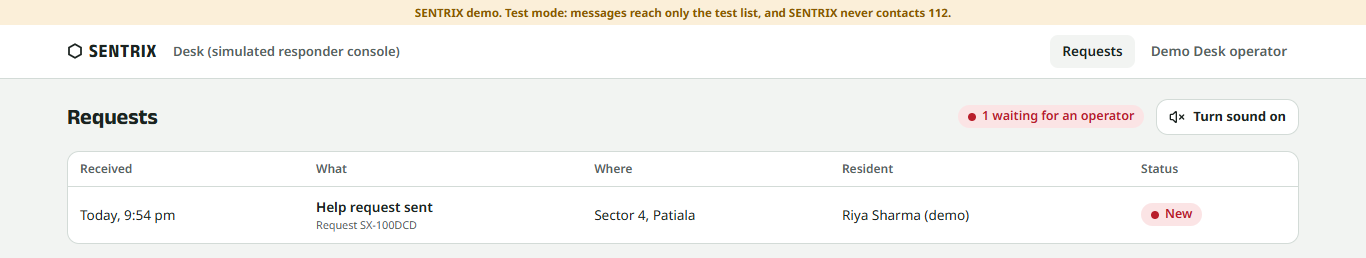 SENTRIX demo. Test mode: messages reach only the test list, and SENTRIX never contacts 112.
SENTRIX Desk (simulated responder console) Requests Demo Desk operator
Requests 1 waiting for an operator Turn sound on
Received What Where Resident Status
Today, 9:54 pm Help request sent Sector 4, Patiala Riya Sharma (demo) New
Request SX-100DCD